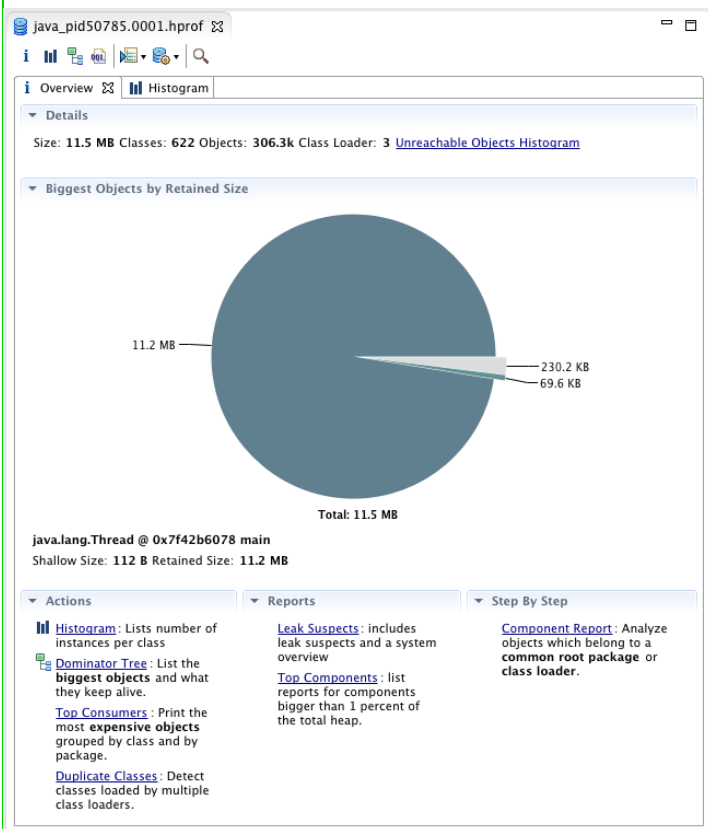 java_pid50785.0001.hprof
i OQL
i Overview Histogram
Details
Size: 11.5 MB Classes: 622 Objects: 306.3k Class Loader: 3 Unreachable Objects Histogram
Biggest Objects by Retained Size
11.2 MB
230.2 KB
69.6 KB
Total: 11.5 MB
java.lang.Thread @ 0x7f42b6078 main
Shallow Size: 112 B Retained Size: 11.2 MB
Actions
Histogram: Lists number of
instances per class
Dominator Tree: List the
biggest objects and what
they keep alive.
Top Consumers: Print the
most expensive objects
grouped by class and by
package.
Duplicate Classes: Detect
classes loaded by multiple
class loaders.
Reports
Leak Suspects: includes
leak suspects and a system
overview
Top Components: list
reports for components
bigger than 1 percent of
the total heap.
Step By Step
Component Report: Analyze
objects which belong to a
common root package or
class loader.